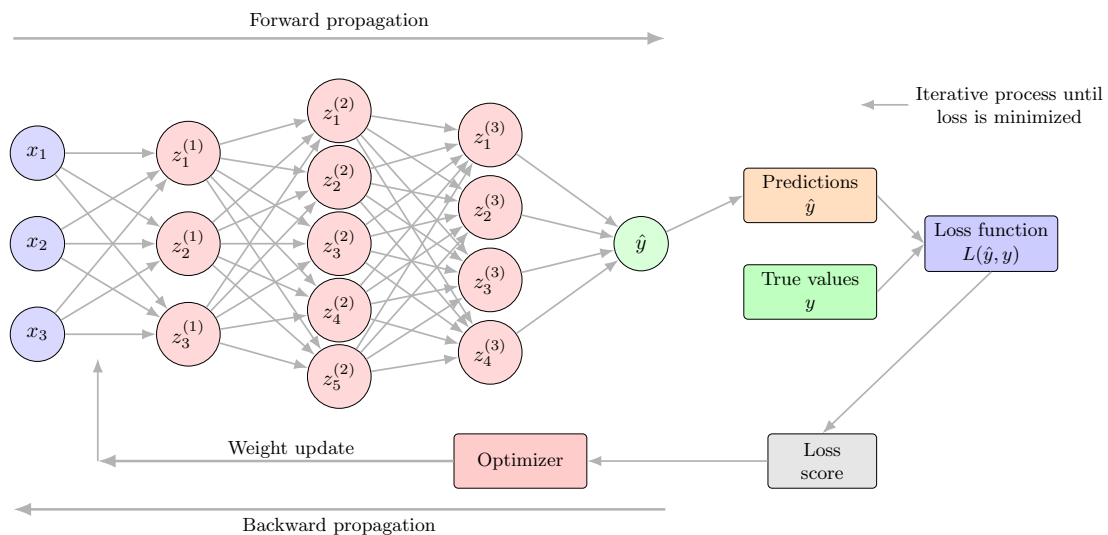 Forward propagation
Iterative process until
loss is minimized
x₁
x₂
x₃
z₁⁽¹⁾
z₂⁽¹⁾
z₃⁽¹⁾
z₁⁽²⁾
z₂⁽²⁾
z₃⁽²⁾
z₄⁽²⁾
z₅⁽²⁾
z₁⁽³⁾
z₂⁽³⁾
z₃⁽³⁾
z₄⁽³⁾
ŷ
Predictions
ŷ
True values
y
Loss function
L(ŷ, y)
Weight update
Optimizer
Loss
score
Backward propagation